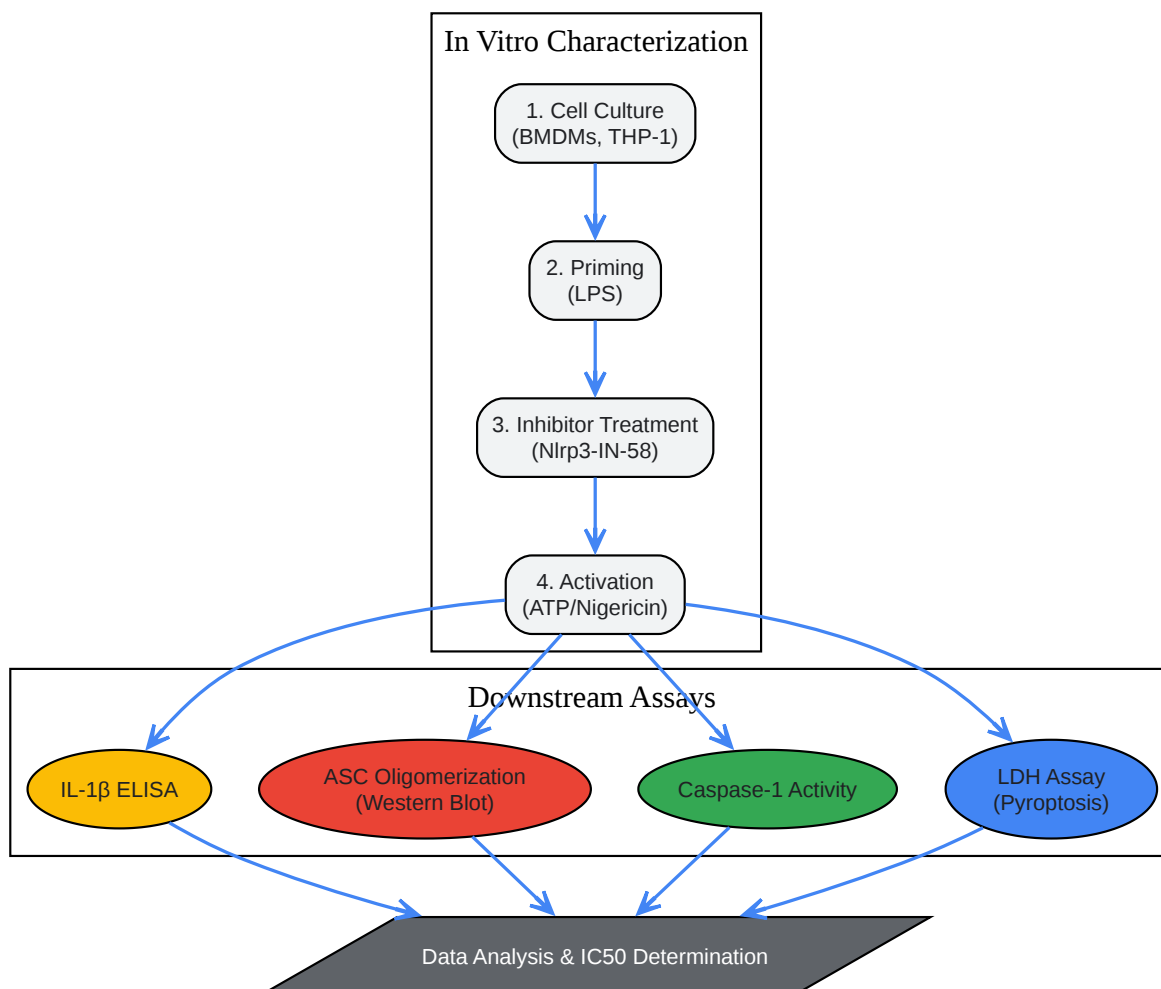 In Vitro Characterization
1. Cell Culture
(BMDMs, THP-1)
2. Priming
(LPS)
3. Inhibitor Treatment
(Nlrp3-IN-58)
4. Activation
(ATP/Nigericin)
Downstream Assays
IL-1β ELISA
ASC Oligomerization
(Western Blot)
Caspase-1 Activity
LDH Assay
(Pyroptosis)
Data Analysis & IC50 Determination